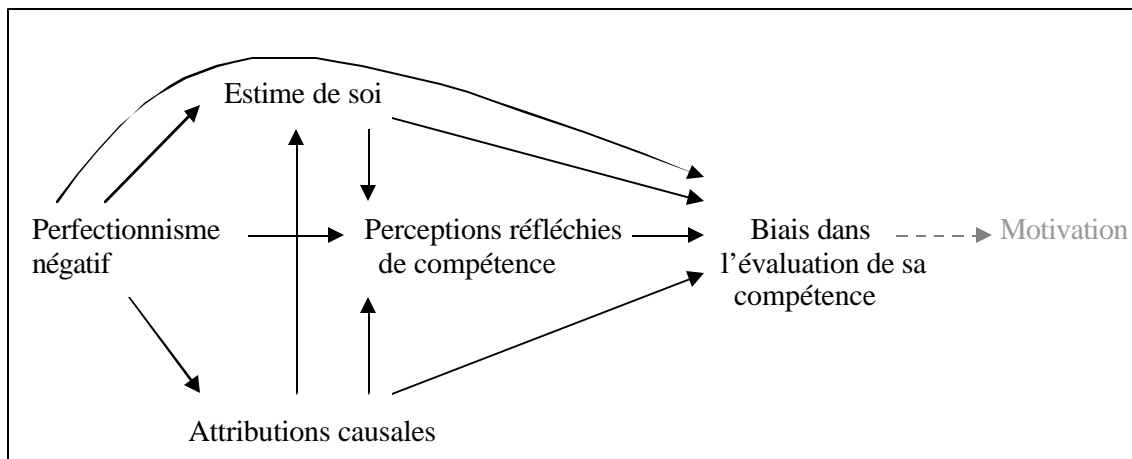 Estime de soi
Perfectionnisme
négatif
Perceptions réfléchies
de compétence
Biais dans
l’évaluation de sa
compétence
Motivation
Attributions causales